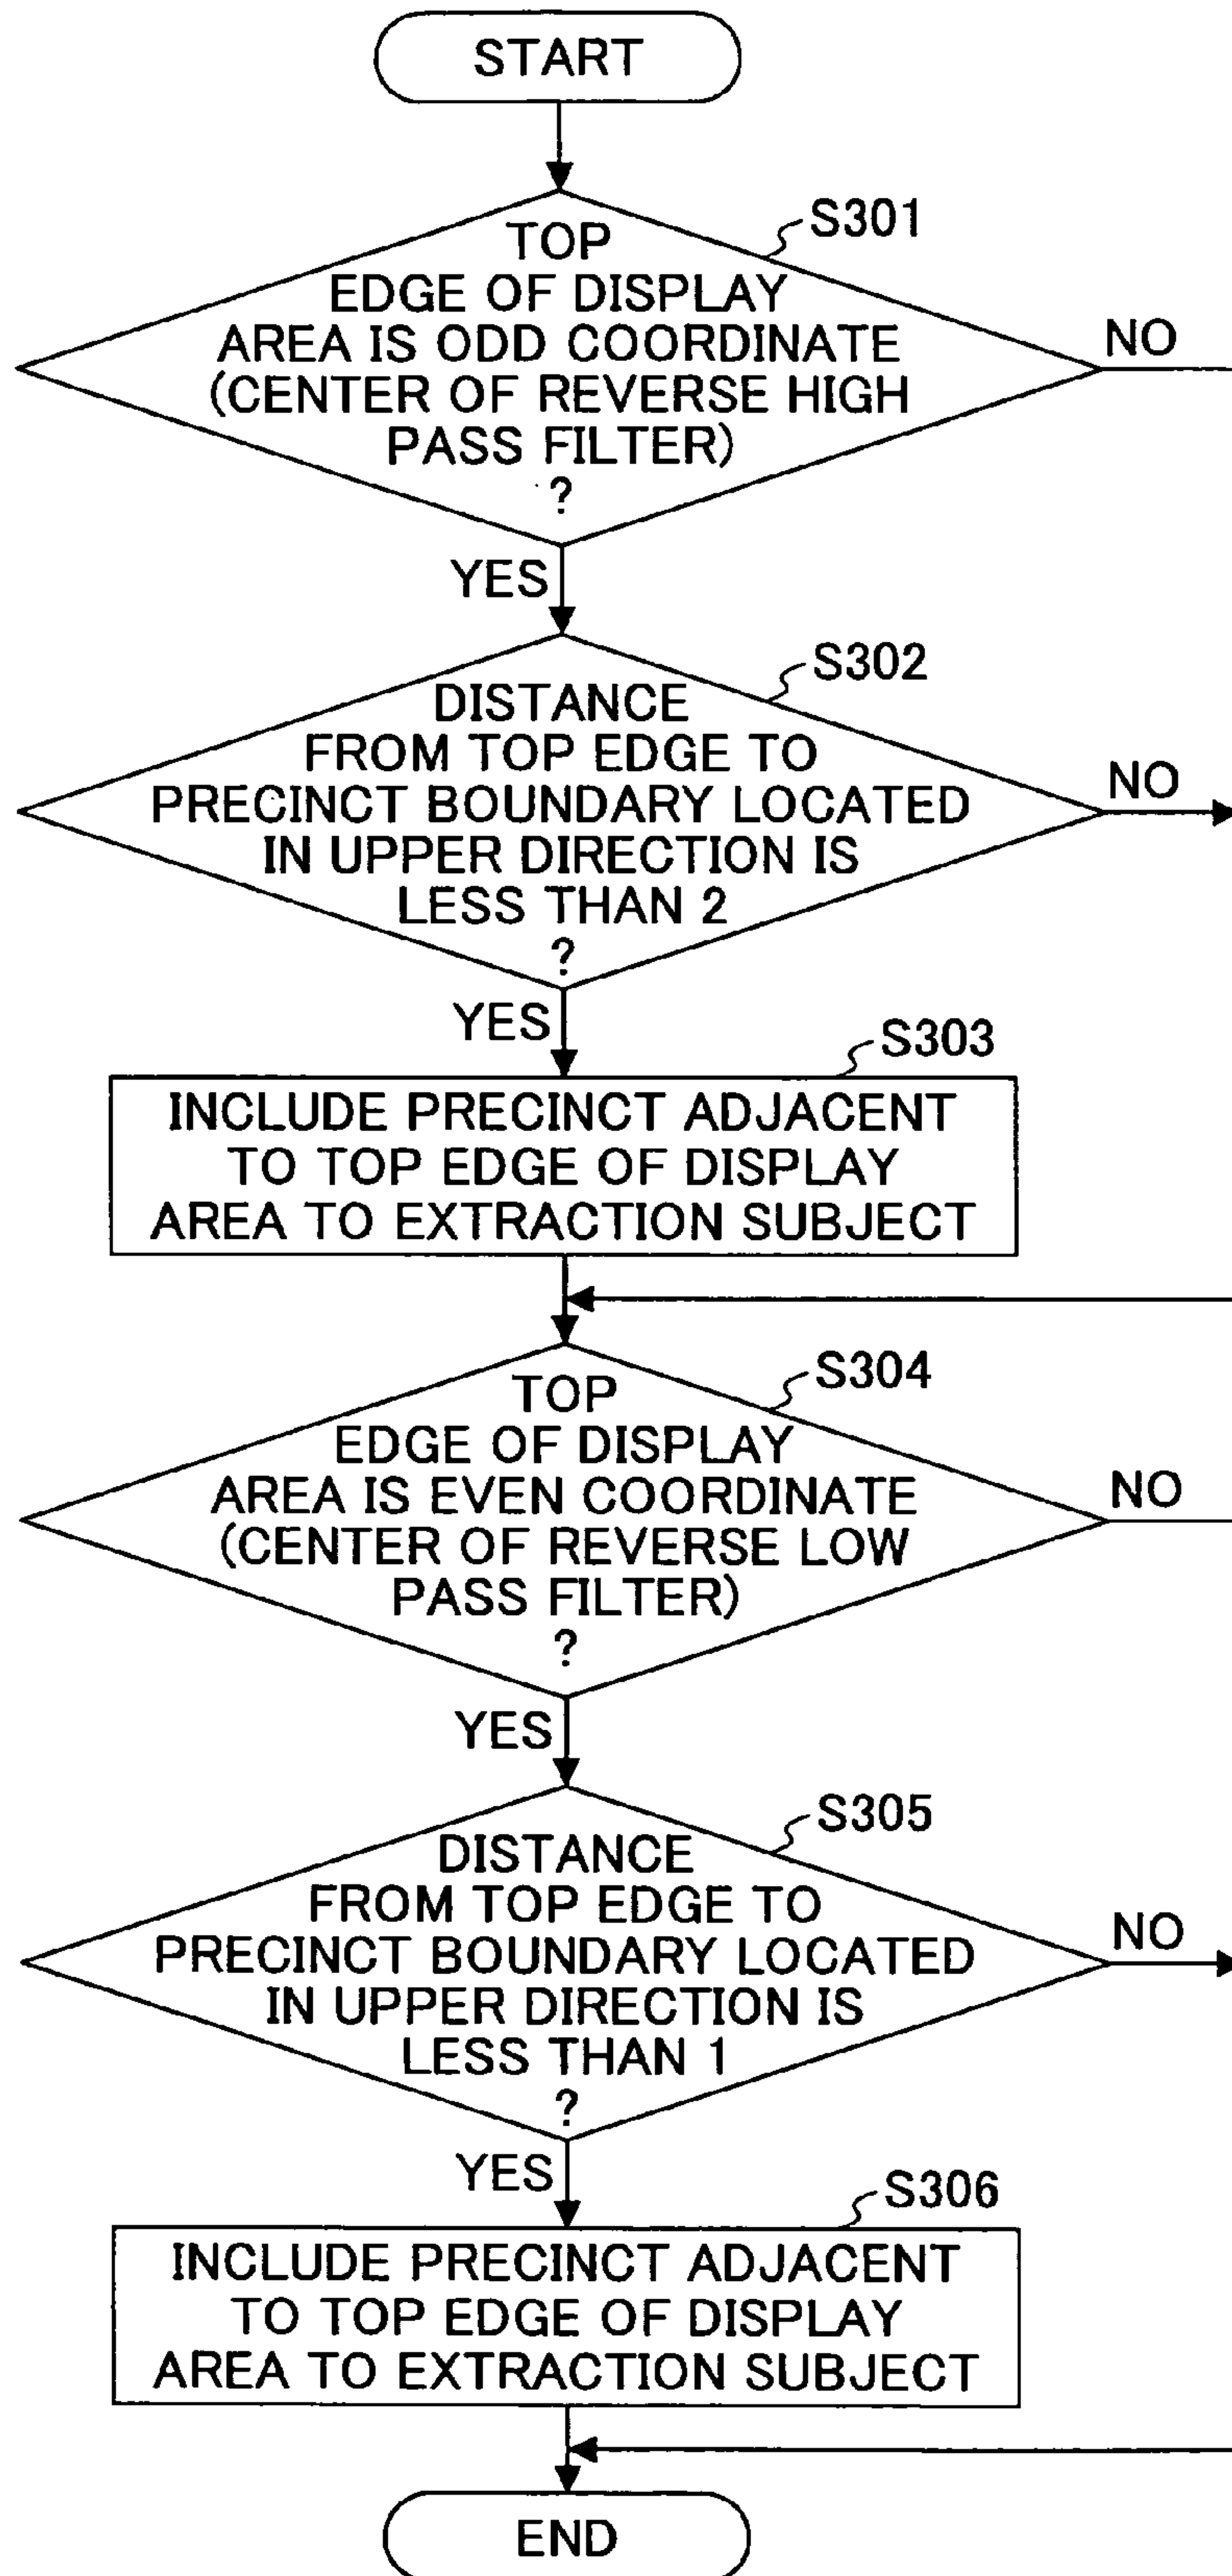 START
S301
TOP
EDGE OF DISPLAY
AREA IS ODD COORDINATE
(CENTER OF REVERSE HIGH
PASS FILTER)
?
NO
YES
S302
DISTANCE
FROM TOP EDGE TO
PRECINCT BOUNDARY LOCATED
IN UPPER DIRECTION IS
LESS THAN 2
?
NO
YES
S303
INCLUDE PRECINCT ADJACENT
TO TOP EDGE OF DISPLAY
AREA TO EXTRACTION SUBJECT
S304
TOP
EDGE OF DISPLAY
AREA IS EVEN COORDINATE
(CENTER OF REVERSE LOW
PASS FILTER)
?
NO
YES
S305
DISTANCE
FROM TOP EDGE TO
PRECINCT BOUNDARY LOCATED
IN UPPER DIRECTION IS
LESS THAN 1
?
NO
YES
S306
INCLUDE PRECINCT ADJACENT
TO TOP EDGE OF DISPLAY
AREA TO EXTRACTION SUBJECT
END